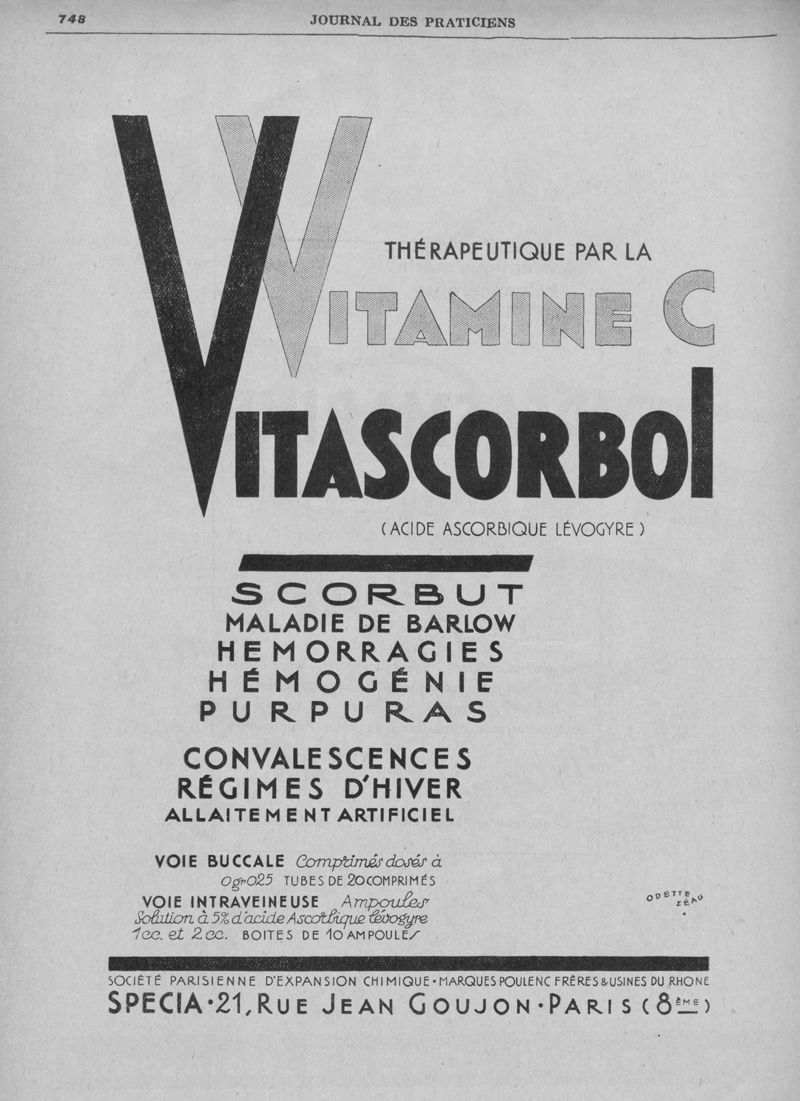 748
JOURNAL DES PRATICIENS
THÉRAPEUTIQUE PAR LA
VITAMINE C
VITASCORBOl
(ACIDE ASCORBIQUE LÉVOGYRE)
SCORBUT
MALADIE DE BARLOW
HEMORRAGIES
HÉMOGÉNIE
PURPURAS
CONVALESCENCES
RÉGIMES D'HIVER
ALLAITEMENT ARTIFICIEL
VOIE BUCCALE Comprimés dosés à
0gr025 TUBES DE 20 COMPRIMÉS
VOIE INTRAVEINEUSE Ampoules
Solution à 5% d'acide Ascorbique lévogyre
1cc. et 2cc. BOITES DE 10 AMPOULES
ODETTE
ZÉAU
SOCIÉTÉ PARISIENNE D'EXPANSION CHIMIQUE • MARQUES POULENC FRÈRES & USINES DU RHONE
SPECIA • 21, RUE JEAN GOUJON • PARIS (8ÈME)